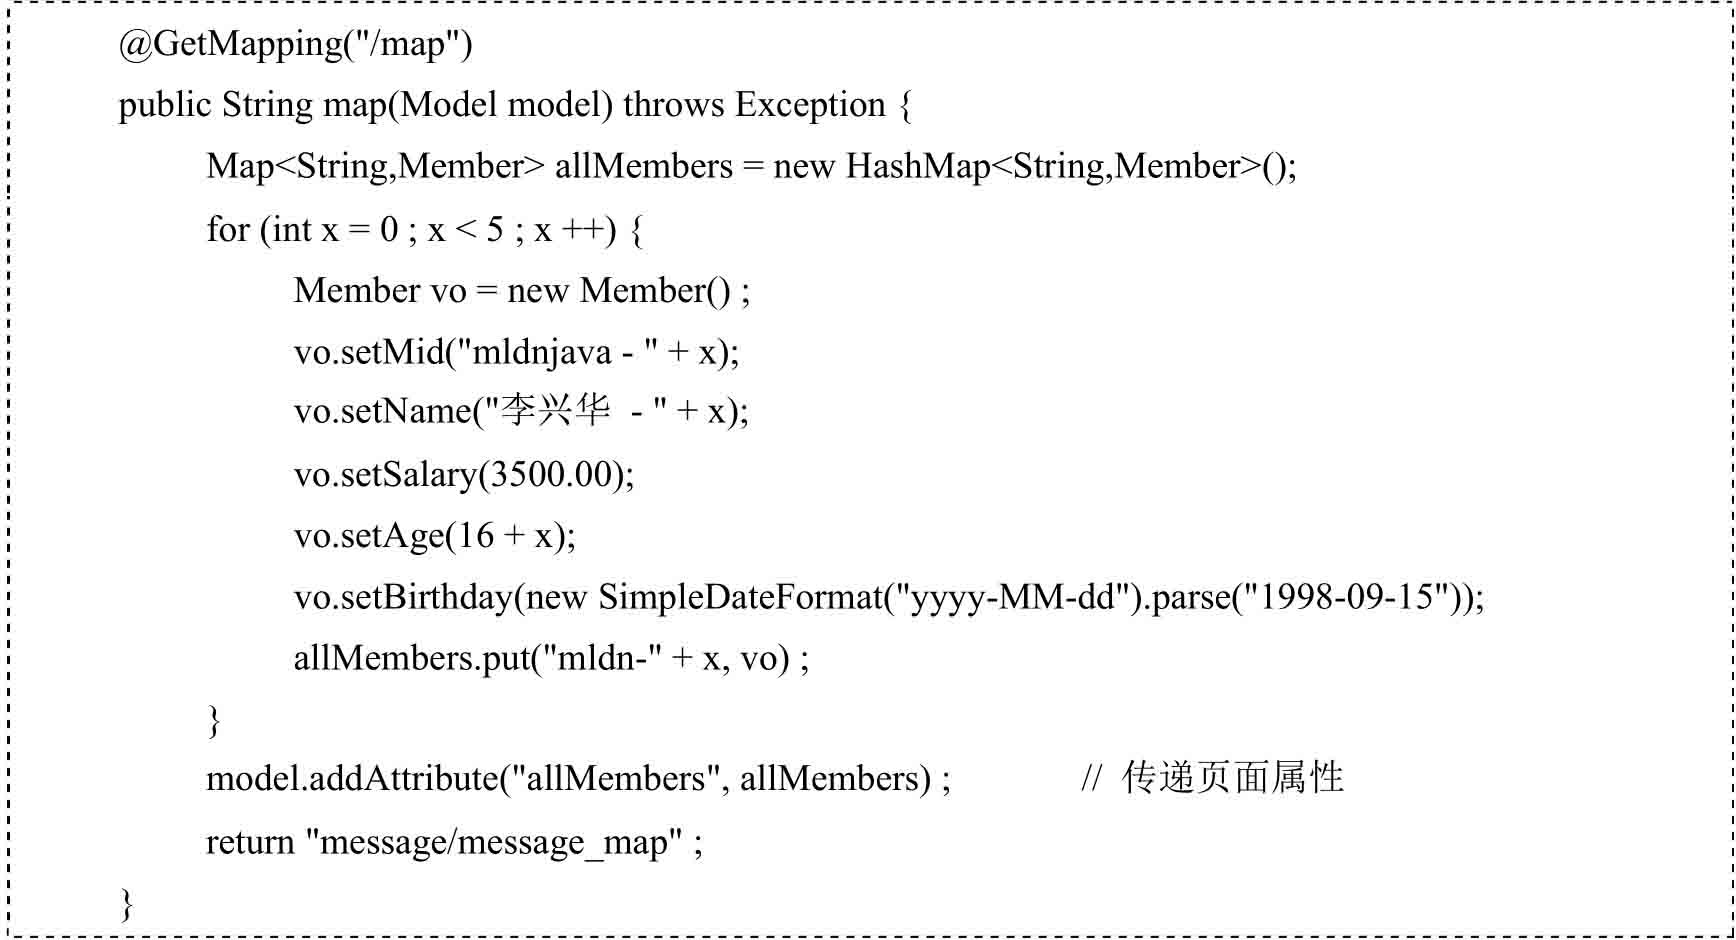 @GetMapping("/map")
public String map(Model model) throws Exception {
Map<String,Member> allMembers = new HashMap<String,Member>();
for (int x = 0 ; x < 5 ; x ++) {
Member vo = new Member() ;
vo.setMid("mldnjava - " + x);
vo.setName("李兴华 - " + x);
vo.setSalary(3500.00);
vo.setAge(16 + x);
vo.setBirthday(new SimpleDateFormat("yyyy-MM-dd").parse("1998-09-15"));
allMembers.put("mldn-" + x, vo) ;
}
model.addAttribute("allMembers", allMembers) ; // 传递页面属性
return "message/message_map" ;
}